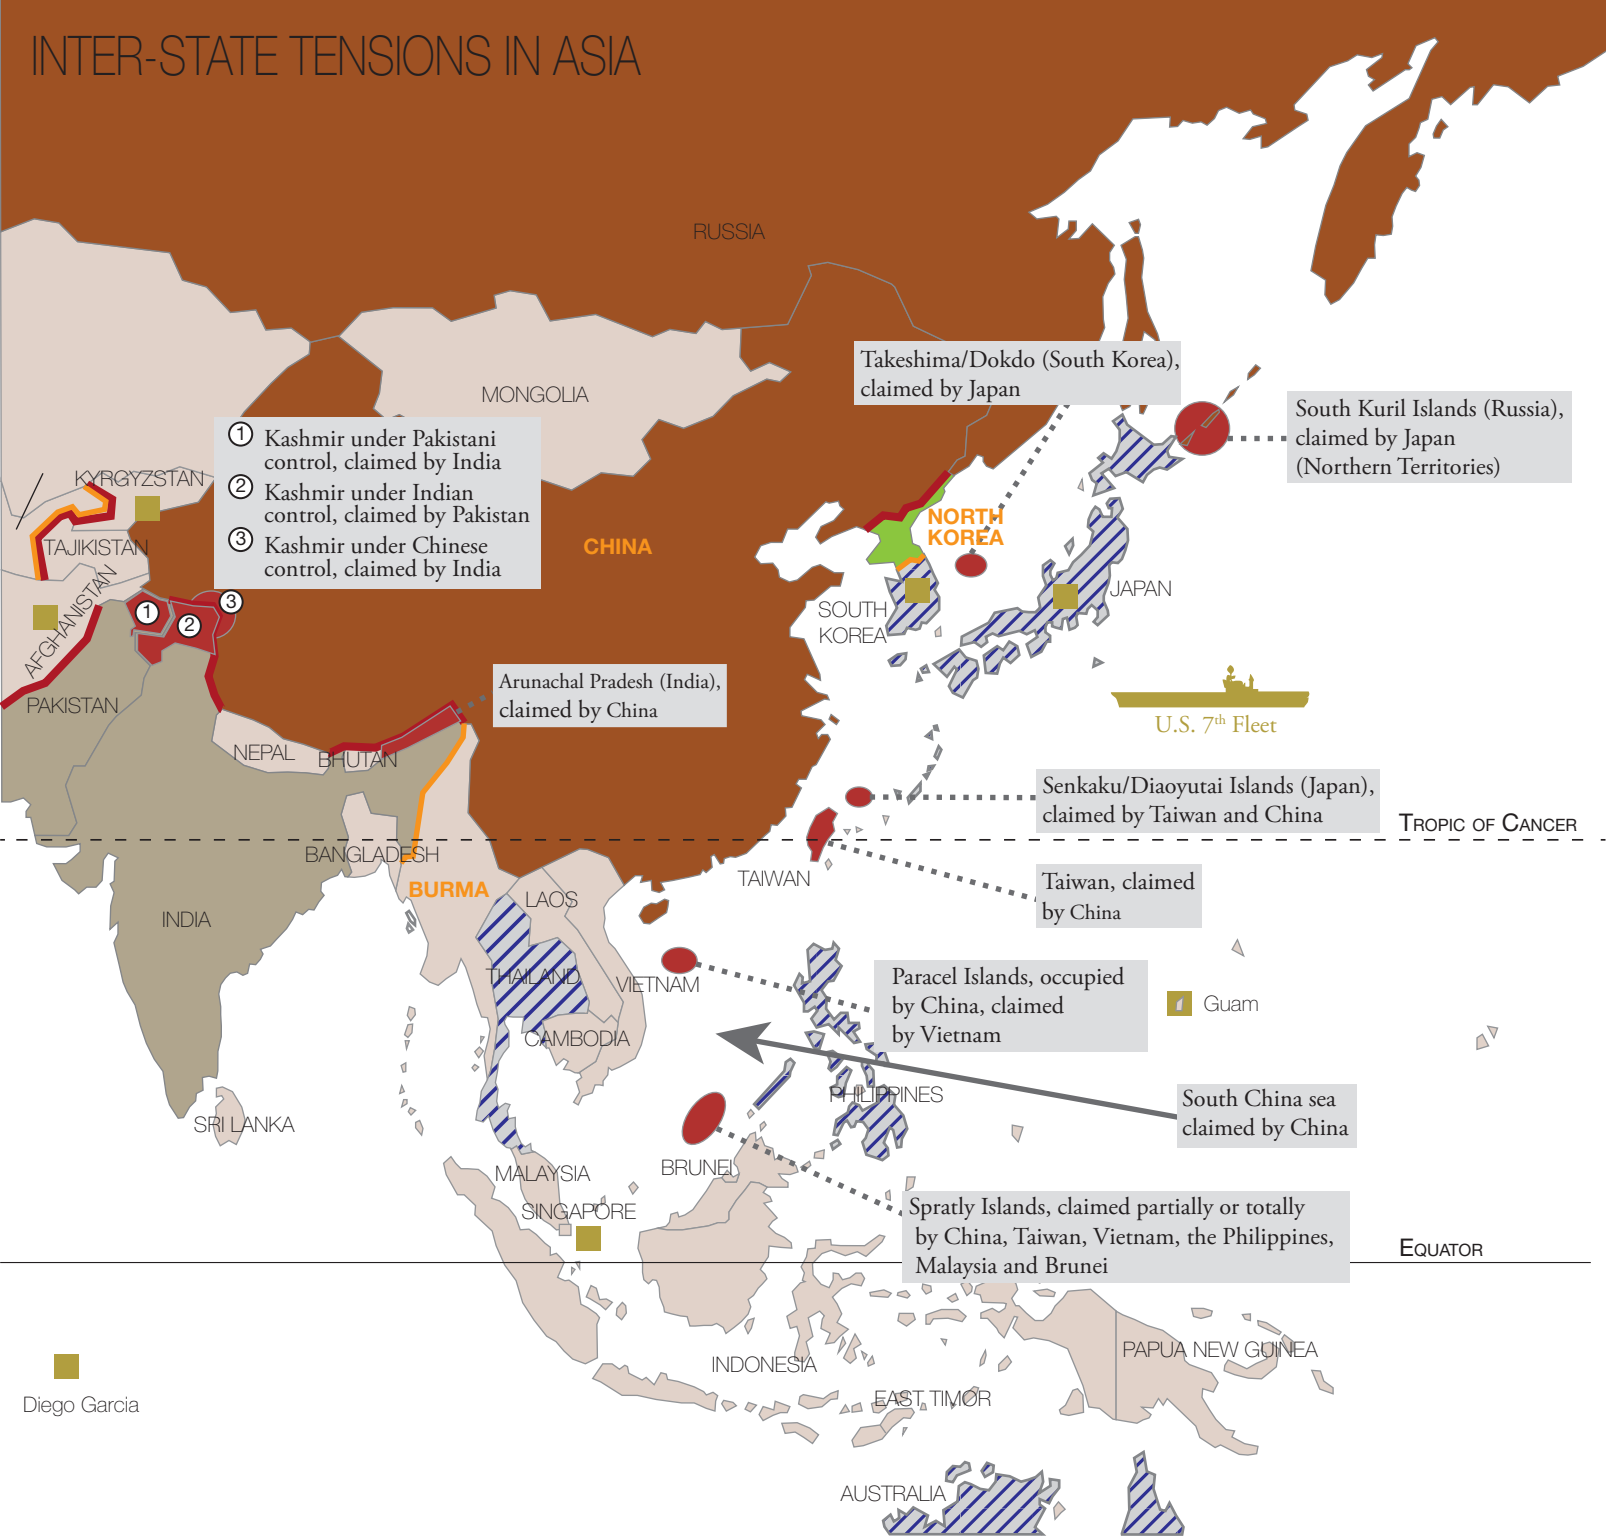 INTER-STATE TENSIONS IN ASIA
RUSSIA
Takeshima/Dokdo (South Korea),
claimed by Japan
MONGOLIA
South Kuril Islands (Russia),
claimed by Japan
(Northern Territories)
1 Kashmir under Pakistani
control, claimed by India
2 Kashmir under Indian
control, claimed by Pakistan
3 Kashmir under Chinese
control, claimed by India
KYRGYZSTAN
TAJIKISTAN
CHINA
NORTH
KOREA
AFGHANISTAN
1
2
3
SOUTH
KOREA
JAPAN
PAKISTAN
Arunachal Pradesh (India),
claimed by China
U.S. 7th Fleet
NEPAL
BHUTAN
Senkaku/Diaoyutai Islands (Japan),
claimed by Taiwan and China
TROPIC OF CANCER
BANGLADESH
BURMA
TAIWAN
Taiwan, claimed
by China
INDIA
LAOS
THAILAND
VIETNAM
Paracel Islands, occupied
by China, claimed
by Vietnam
Guam
CAMBODIA
PHILIPPINES
South China sea
claimed by China
SRI LANKA
MALAYSIA
BRUNEI
SINGAPORE
Spratly Islands, claimed partially or totally
by China, Taiwan, Vietnam, the Philippines,
Malaysia and Brunei
EQUATOR
INDONESIA
PAPUA NEW GUINEA
Diego Garcia
EAST TIMOR
AUSTRALIA